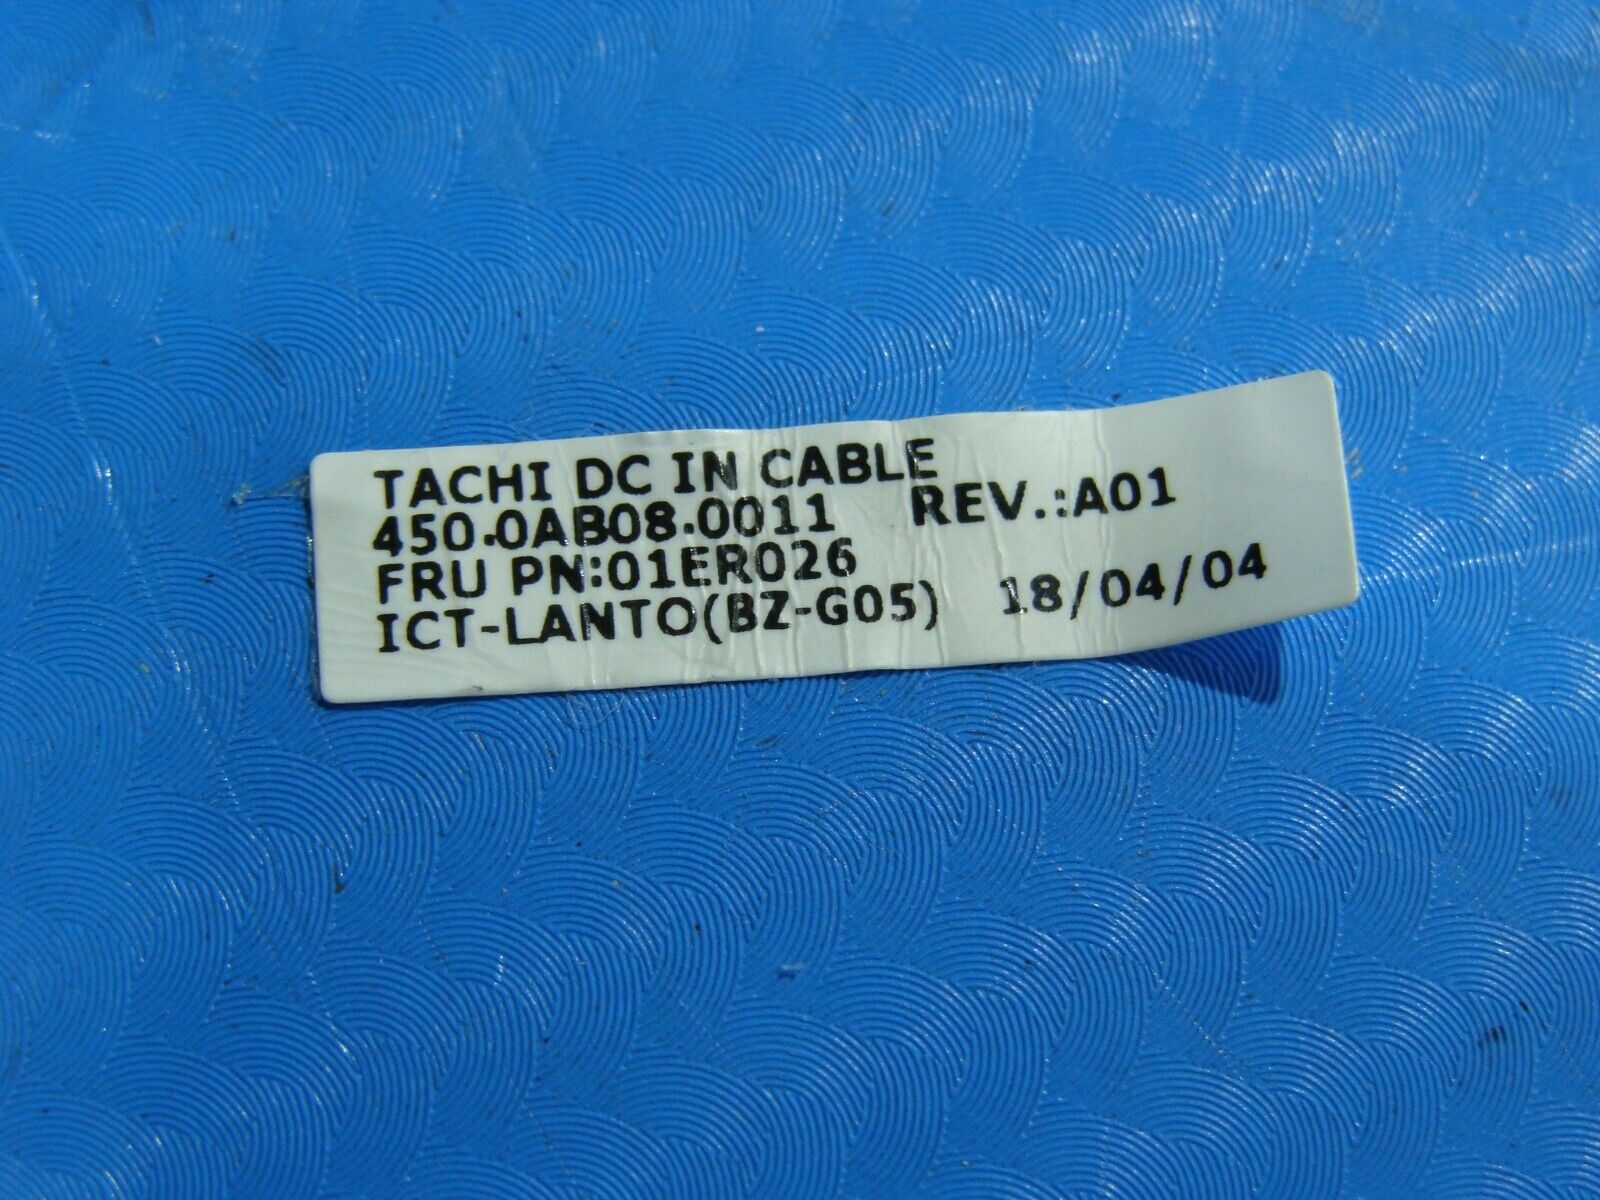 TACHI DC IN CABLE
450.0AB08.0011 REV.:A01
FRU PN:01ER026
ICT-LANTO(BZ-G05) 18/04/04